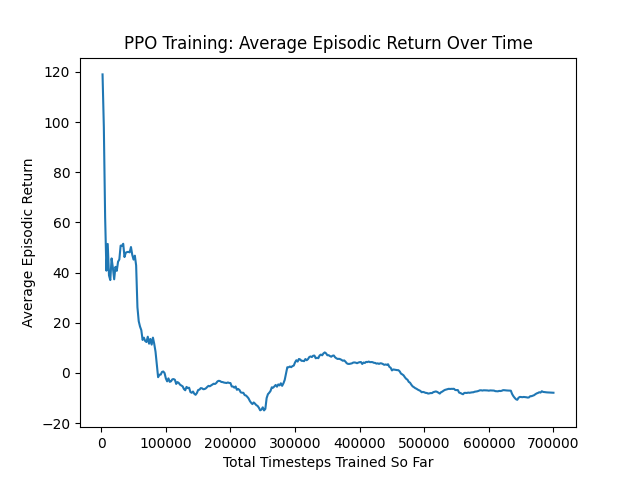 PPO Training: Average Episodic Return Over Time
120
100
80
60
40
20
0
−20
Average Episodic Return
0 100000 200000 300000 400000 500000 600000 700000
Total Timesteps Trained So Far